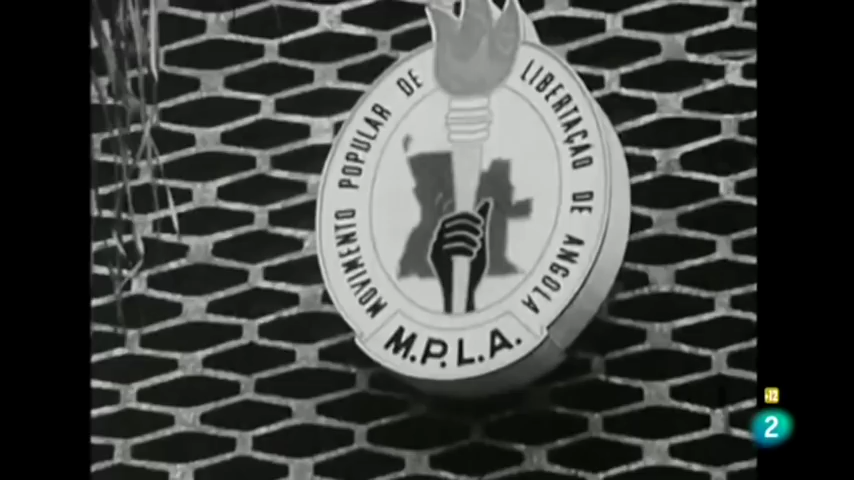 MOVIMENTO POPULAR DE LIBERTAÇÃO DE ANGOLA
M.P.L.A.
12
2